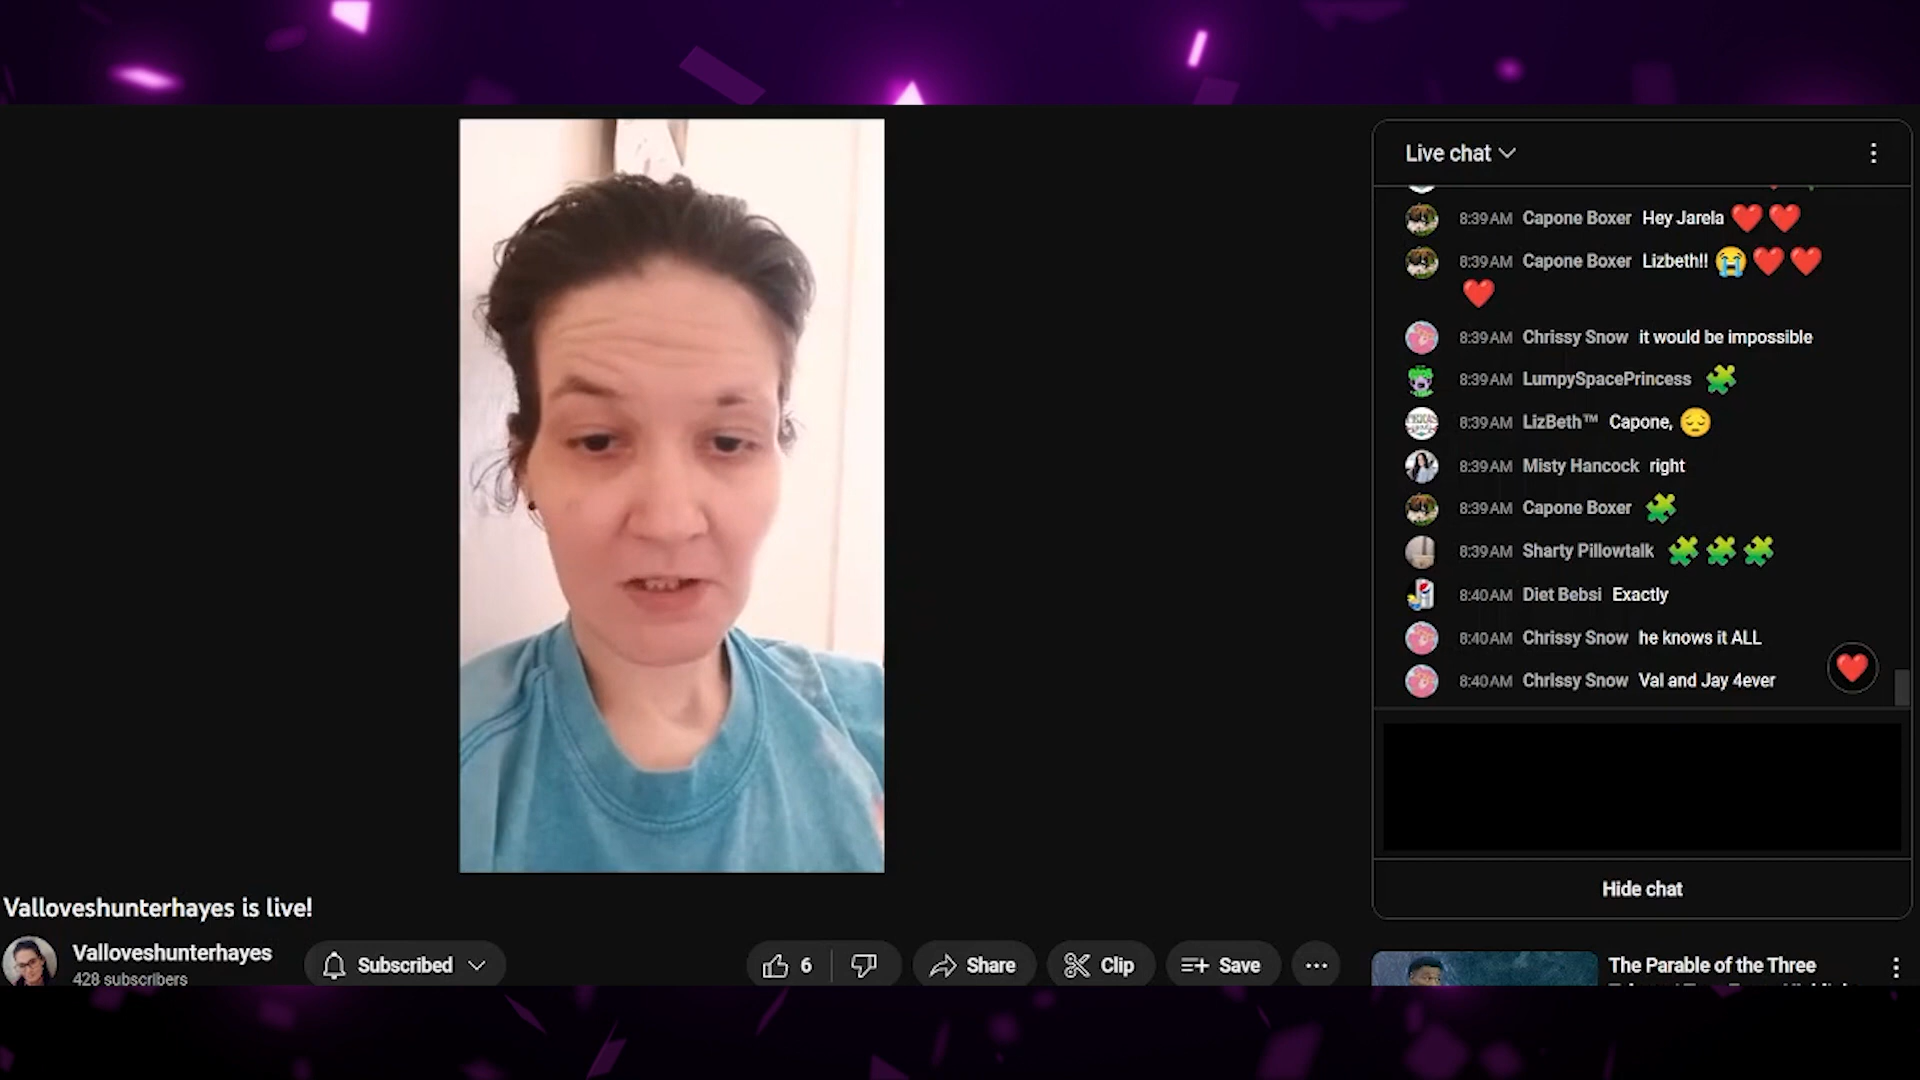 Live chat
8:39 AM Capone Boxer Hey Jarela ❤️❤️
8:39 AM Capone Boxer Lizbeth!! 😭❤️❤️
❤️
8:39 AM Chrissy Snow it would be impossible
8:39 AM LumpySpacePrincess 🧩
8:39 AM LizBeth™ Capone, 😔
8:39 AM Misty Hancock right
8:39 AM Capone Boxer 🧩
8:39 AM Sharty Pillowtalk 🧩🧩🧩
8:40 AM Diet Bebsi Exactly
8:40 AM Chrissy Snow he knows it ALL
8:40 AM Chrissy Snow Val and Jay 4ever
Hide chat
Valloveshunterhayes is live!
Valloveshunterhayes
428 subscribers
Subscribed
6
Share
Clip
Save
The Parable of the Three